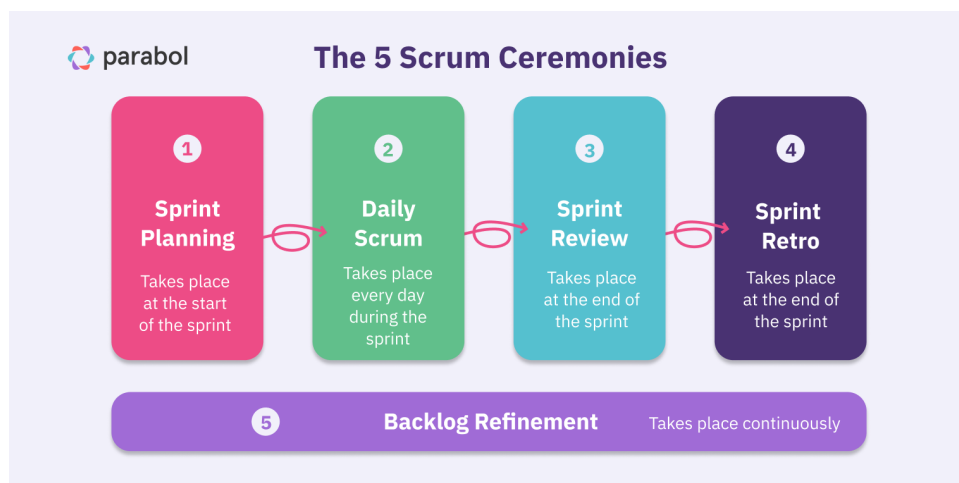 parabol
The 5 Scrum Ceremonies
1
Sprint
Planning
Takes place
at the start
of the sprint
2
Daily
Scrum
Takes place
every day
during the
sprint
3
Sprint
Review
Takes place
at the end of
the sprint
4
Sprint
Retro
Takes place
at the end of
the sprint
5 Backlog Refinement Takes place continuously